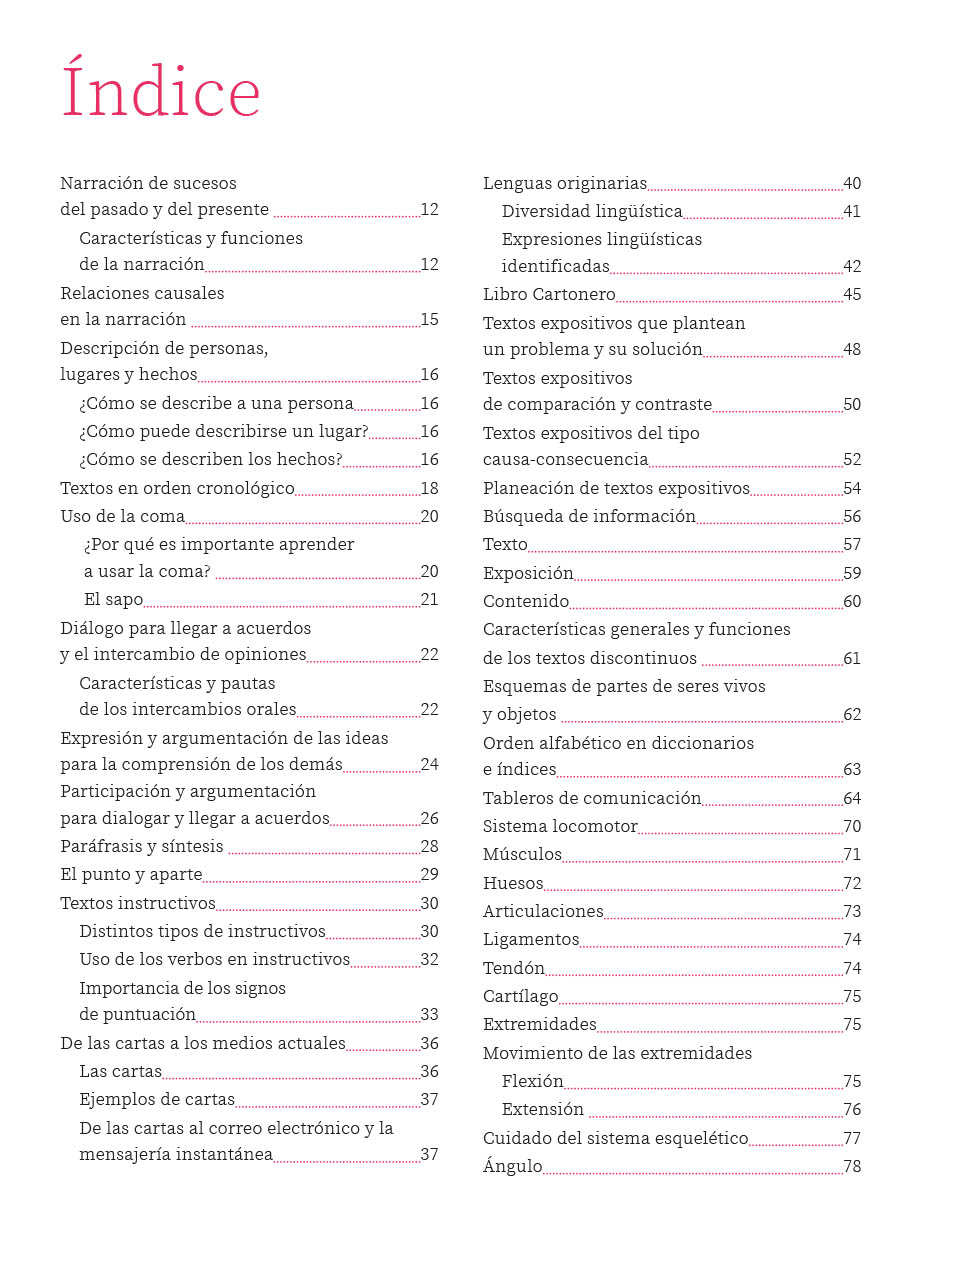 Índice
Narración de sucesos
del pasado y del presente 12
Características y funciones
de la narración 12
Relaciones causales
en la narración 15
Descripción de personas,
lugares y hechos 16
¿Cómo se describe a una persona 16
¿Cómo puede describirse un lugar? 16
¿Cómo se describen los hechos? 16
Textos en orden cronológico 18
Uso de la coma 20
¿Por qué es importante aprender
a usar la coma? 20
El sapo 21
Diálogo para llegar a acuerdos
y el intercambio de opiniones 22
Características y pautas
de los intercambios orales 22
Expresión y argumentación de las ideas
para la comprensión de los demás 24
Participación y argumentación
para dialogar y llegar a acuerdos 26
Paráfrasis y síntesis 28
El punto y aparte 29
Textos instructivos 30
Distintos tipos de instructivos 30
Uso de los verbos en instructivos 32
Importancia de los signos
de puntuación 33
De las cartas a los medios actuales 36
Las cartas 36
Ejemplos de cartas 37
De las cartas al correo electrónico y la
mensajería instantánea 37
Lenguas originarias 40
Diversidad lingüística 41
Expresiones lingüísticas
identificadas 42
Libro Cartonero 45
Textos expositivos que plantean
un problema y su solución 48
Textos expositivos
de comparación y contraste 50
Textos expositivos del tipo
causa-consecuencia 52
Planeación de textos expositivos 54
Búsqueda de información 56
Texto 57
Exposición 59
Contenido 60
Características generales y funciones
de los textos discontinuos 61
Esquemas de partes de seres vivos
y objetos 62
Orden alfabético en diccionarios
e índices 63
Tableros de comunicación 64
Sistema locomotor 70
Músculos 71
Huesos 72
Articulaciones 73
Ligamentos 74
Tendón 74
Cartílago 75
Extremidades 75
Movimiento de las extremidades
Flexión 75
Extensión 76
Cuidado del sistema esquelético 77
Ángulo 78